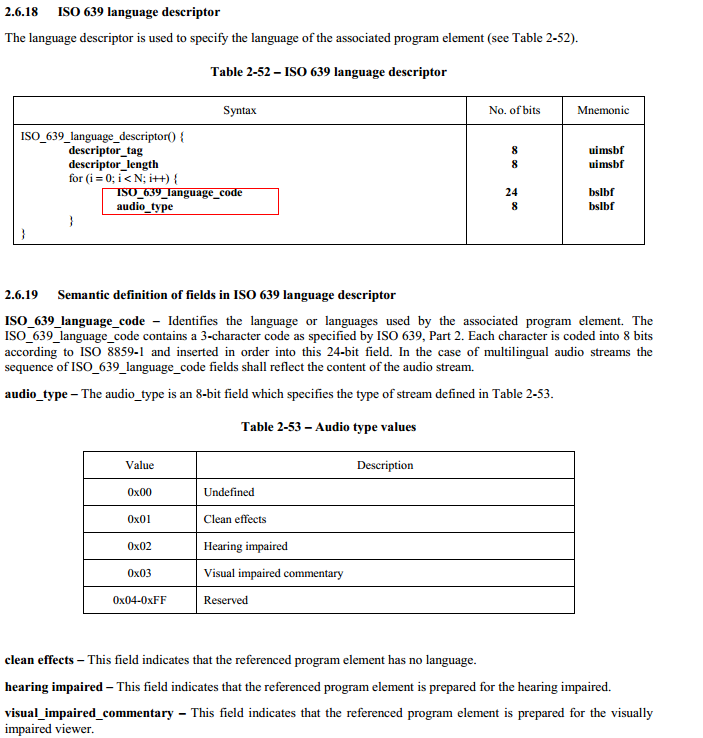 2.6.18 ISO 639 language descriptor
The language descriptor is used to specify the language of the associated program element (see Table 2-52).
Table 2-52 – ISO 639 language descriptor
Syntax No. of bits Mnemonic
ISO_639_language_descriptor() {
descriptor_tag 8 uimsbf
descriptor_length 8 uimsbf
for (i = 0; i < N; i++) {
ISO_639_language_code 24 bslbf
audio_type 8 bslbf
}
}
2.6.19 Semantic definition of fields in ISO 639 language descriptor
ISO_639_language_code – Identifies the language or languages used by the associated program element. The
ISO_639_language_code contains a 3-character code as specified by ISO 639, Part 2. Each character is coded into 8 bits
according to ISO 8859-1 and inserted in order into this 24-bit field. In the case of multilingual audio streams the
sequence of ISO_639_language_code fields shall reflect the content of the audio stream.
audio_type – The audio_type is an 8-bit field which specifies the type of stream defined in Table 2-53.
Table 2-53 – Audio type values
Value Description
0x00 Undefined
0x01 Clean effects
0x02 Hearing impaired
0x03 Visual impaired commentary
0x04-0xFF Reserved
clean effects – This field indicates that the referenced program element has no language.
hearing impaired – This field indicates that the referenced program element is prepared for the hearing impaired.
visual_impaired_commentary – This field indicates that the referenced program element is prepared for the visually
impaired viewer.